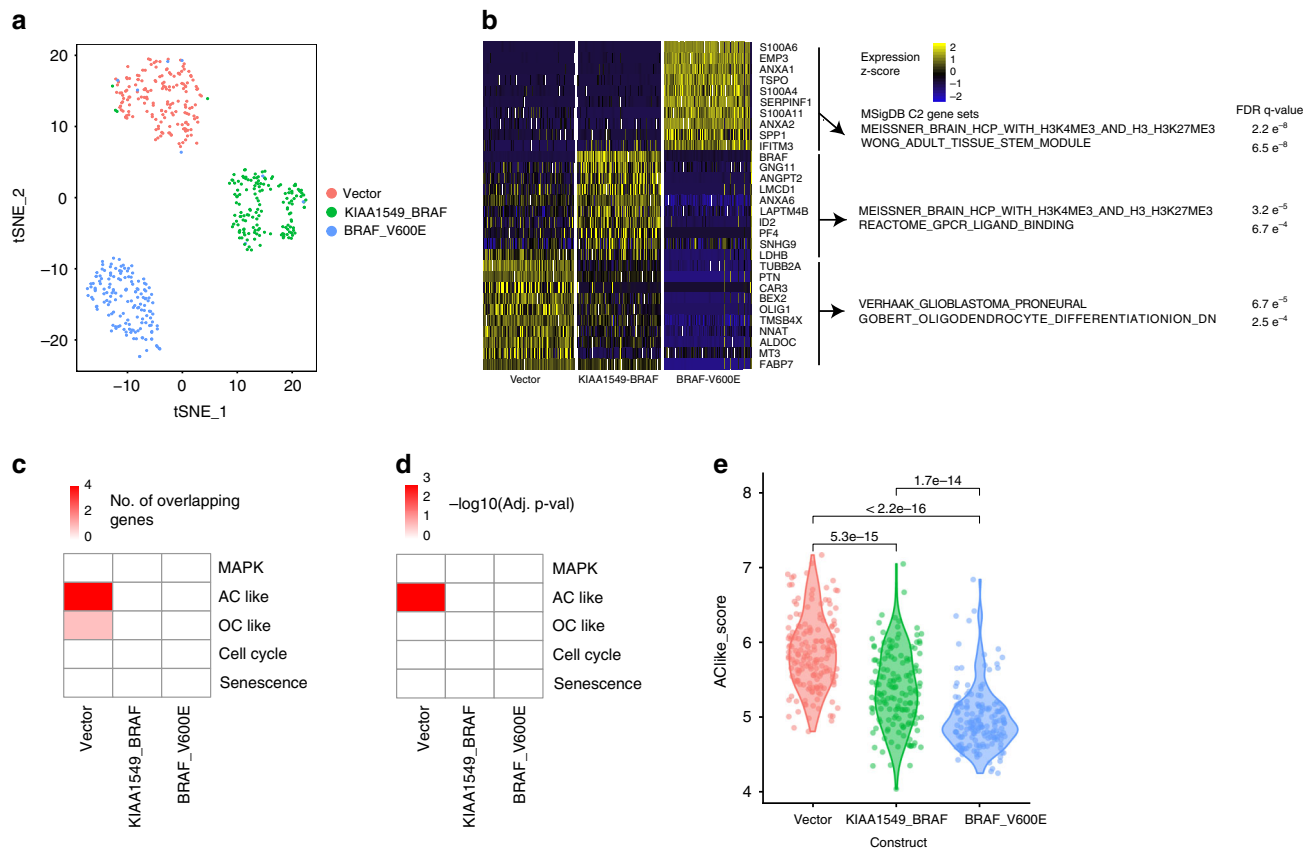 a
20
10
0
−10
−20
tSNE_2
−10
0
10
20
tSNE_1
Vector
KIAA1549_BRAF
BRAF_V600E
b
S100A6
EMP3
ANXA1
TSPO
S100A4
SERPINF1
S100A11
ANXA2
SPP1
IFITM3
BRAF
GNG11
ANGPT2
LMCD1
ANXA6
LAPTM4B
ID2
PF4
SNHG9
LDHB
TUBB2A
PTN
CAR3
BEX2
OLIG1
TMSB4X
NNAT
ALDOC
MT3
FABP7
Vector
KIAA1549-BRAF
BRAF-V600E
Expression
z-score
2
1
0
−1
−2
MSigDB C2 gene sets
FDR q-value
MEISSNER_BRAIN_HCP_WITH_H3K4ME3_AND_H3_H3K27ME3 2.2 e⁻⁸
WONG_ADULT_TISSUE_STEM_MODULE 6.5 e⁻⁸
MEISSNER_BRAIN_HCP_WITH_H3K4ME3_AND_H3_H3K27ME3 3.2 e⁻⁵
REACTOME_GPCR_LIGAND_BINDING 6.7 e⁻⁴
VERHAAK_GLIOBLASTOMA_PRONEURAL 6.7 e⁻⁵
GOBERT_OLIGODENDROCYTE_DIFFERENTIATIONION_DN 2.5 e⁻⁴
c
4
2
0
No. of overlapping
genes
MAPK
AC like
OC like
Cell cycle
Senescence
Vector
KIAA1549_BRAF
BRAF_V600E
d
3
2
1
0
−log10(Adj. p-val)
MAPK
AC like
OC like
Cell cycle
Senescence
Vector
KIAA1549_BRAF
BRAF_V600E
e
8
7
6
5
4
AClike_score
1.7e−14
< 2.2e−16
5.3e−15
Vector
KIAA1549_BRAF
BRAF_V600E
Construct